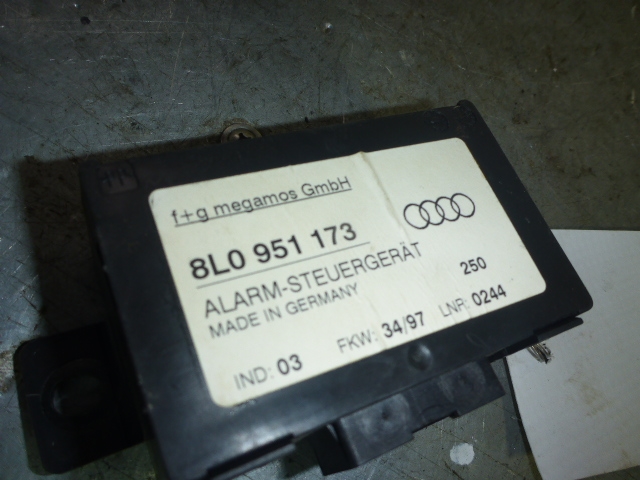 f+g megamos GmbH
8L0 951 173
ALARM-STEUERGERÄT
MADE IN GERMANY
250
IND: 03 FKW: 34/97 LNR: 0244